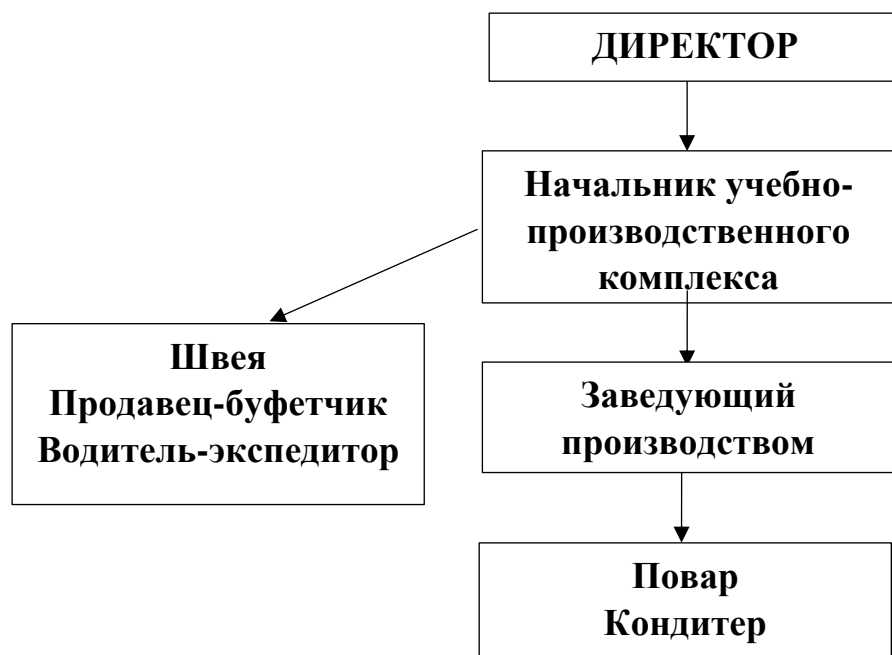 ДИРЕКТОР
Начальник учебно-
производственного
комплекса
Швея
Продавец-буфетчик
Водитель-экспедитор
Заведующий
производством
Повар
Кондитер